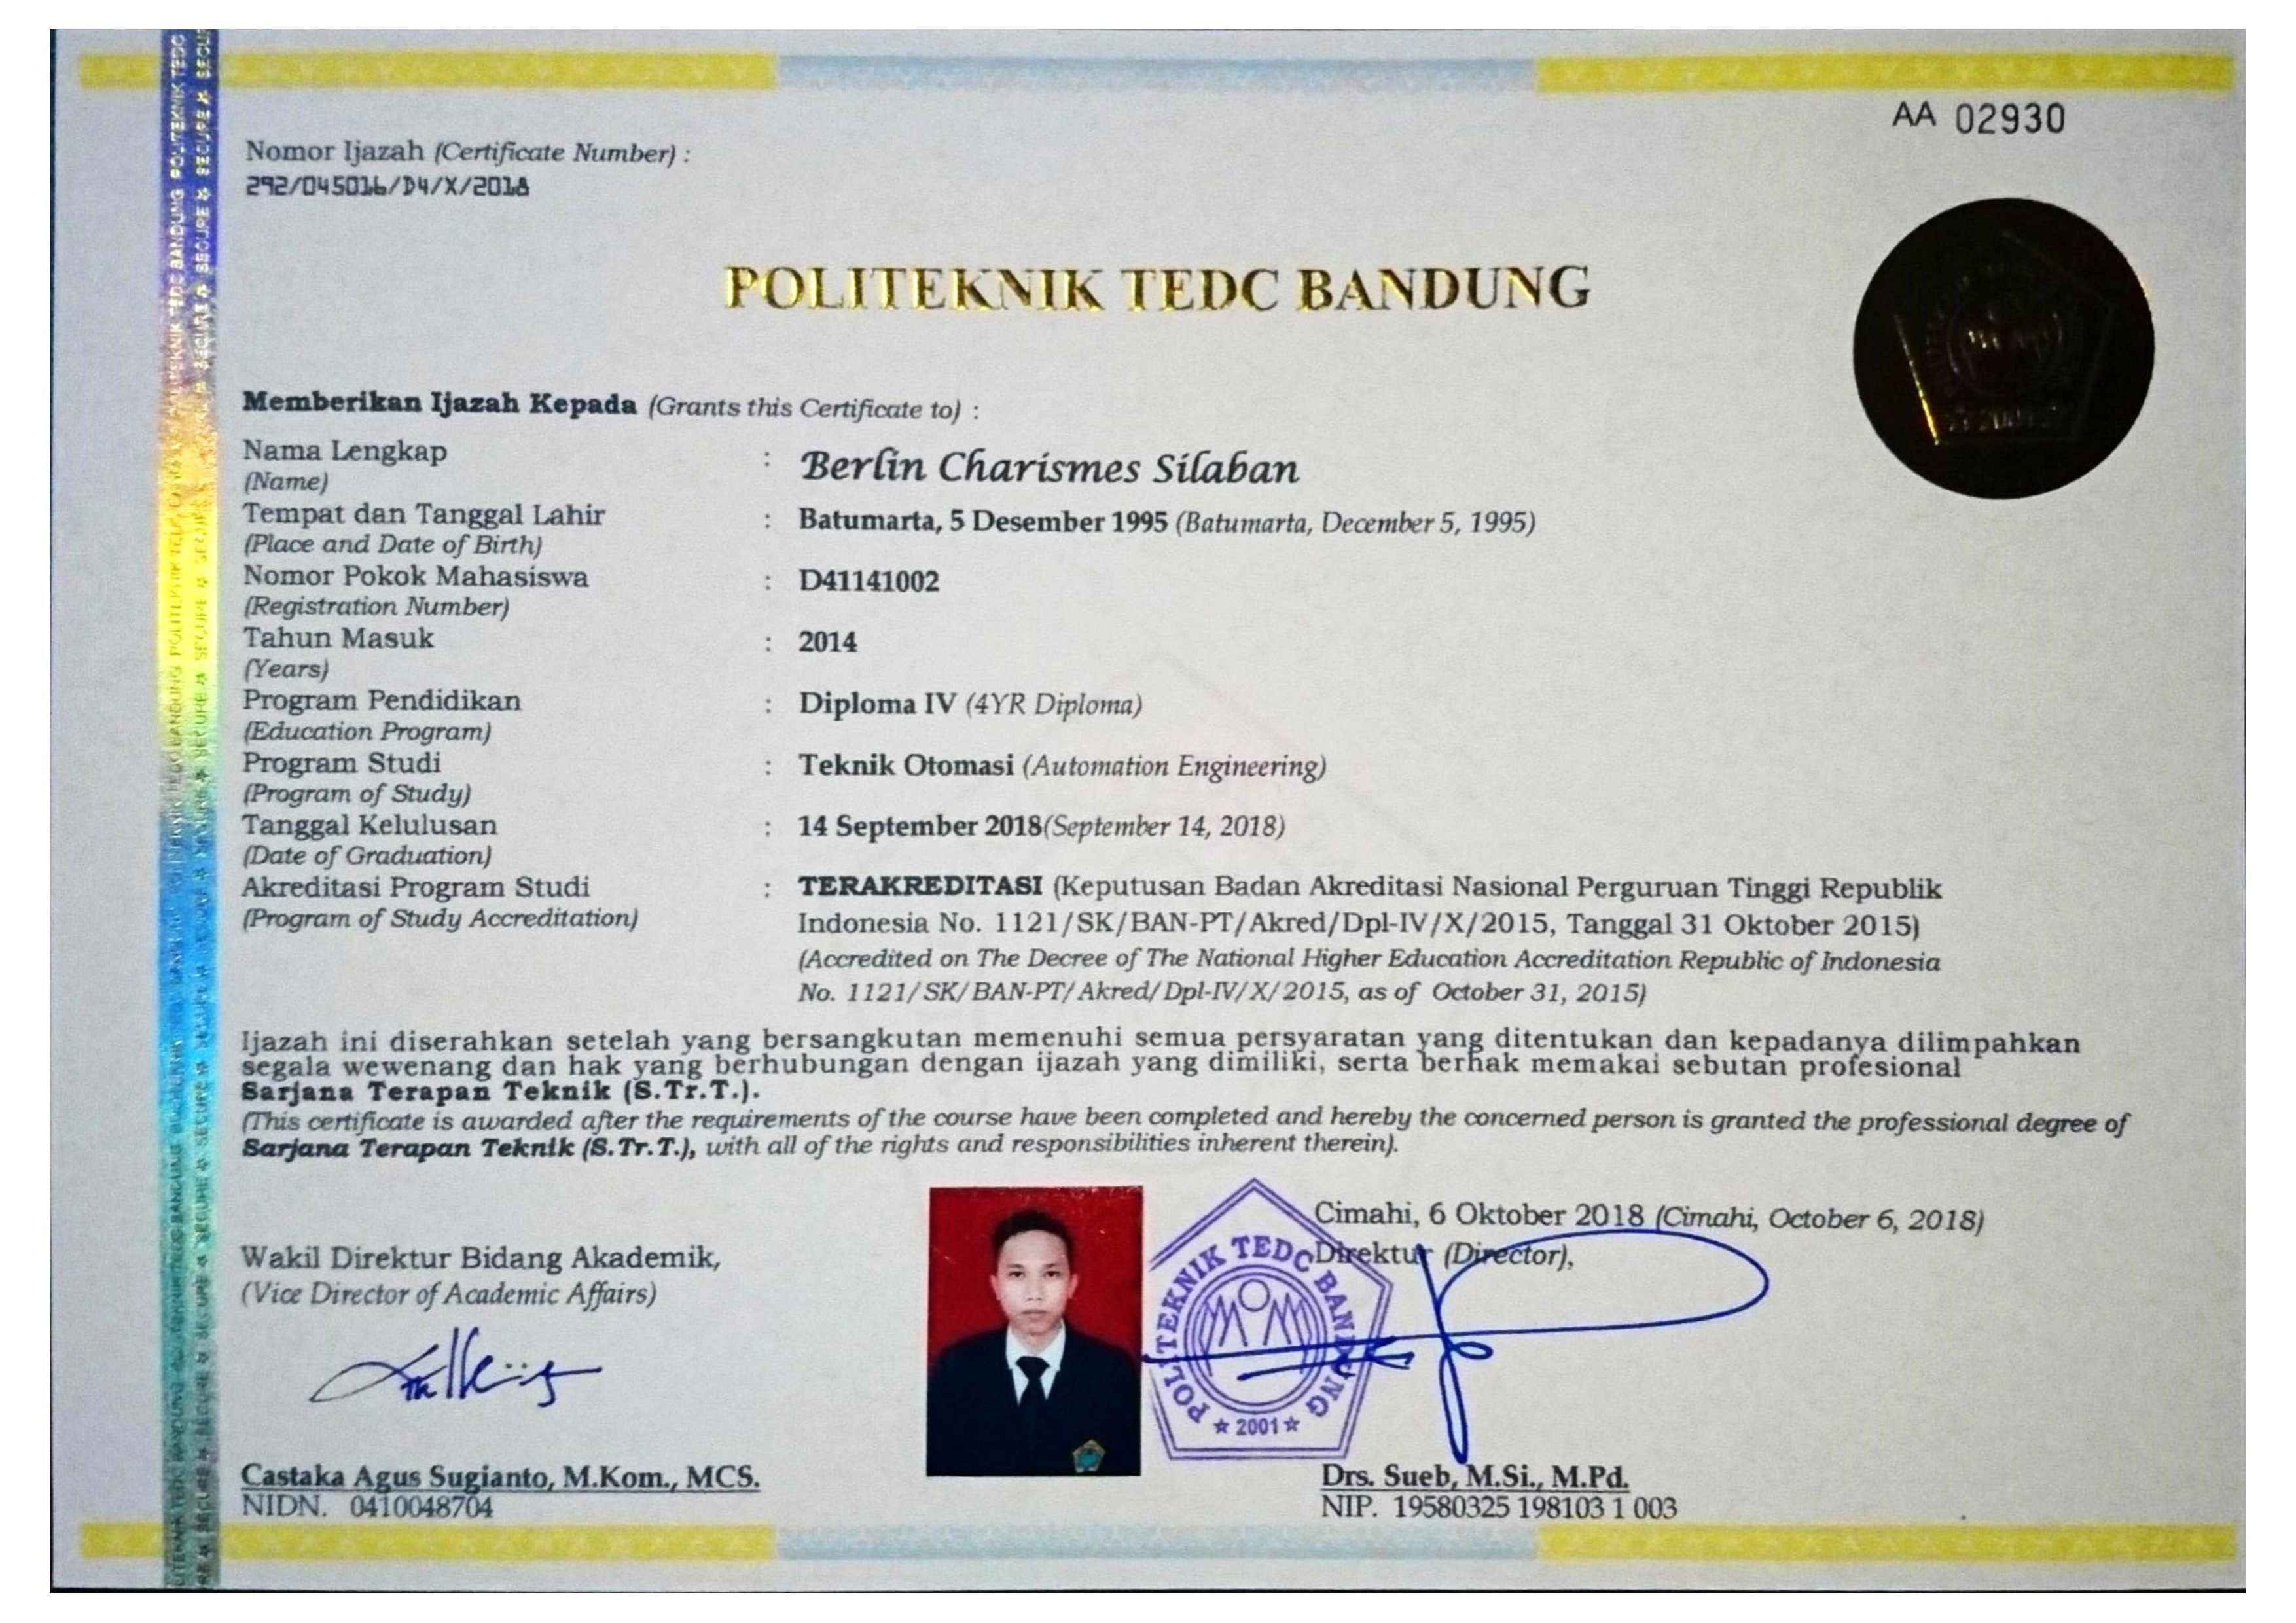 AA 02930
Nomor Ijazah (Certificate Number) :
292/045016/D4/X/2018
POLITEKNIK TEDC BANDUNG
Memberikan Ijazah Kepada (Grants this Certificate to) :
Nama Lengkap : Berlin Charismes Silaban
(Name)
Tempat dan Tanggal Lahir : Batumarta, 5 Desember 1995 (Batumarta, December 5, 1995)
(Place and Date of Birth)
Nomor Pokok Mahasiswa : D41141002
(Registration Number)
Tahun Masuk : 2014
(Years)
Program Pendidikan : Diploma IV (4YR Diploma)
(Education Program)
Program Studi : Teknik Otomasi (Automation Engineering)
(Program of Study)
Tanggal Kelulusan : 14 September 2018(September 14, 2018)
(Date of Graduation)
Akreditasi Program Studi : TERAKREDITASI (Keputusan Badan Akreditasi Nasional Perguruan Tinggi Republik
(Program of Study Accreditation) Indonesia No. 1121/SK/BAN-PT/Akred/Dpl-IV/X/2015, Tanggal 31 Oktober 2015)
(Accredited on The Decree of The National Higher Education Accreditation Republic of Indonesia
No. 1121/SK/BAN-PT/Akred/Dpl-IV/X/2015, as of October 31, 2015)
Ijazah ini diserahkan setelah yang bersangkutan memenuhi semua persyaratan yang ditentukan dan kepadanya dilimpahkan
segala wewenang dan hak yang berhubungan dengan ijazah yang dimiliki, serta berhak memakai sebutan profesional
Sarjana Terapan Teknik (S.Tr.T.).
(This certificate is awarded after the requirements of the course have been completed and hereby the concerned person is granted the professional degree of
Sarjana Terapan Teknik (S.Tr.T.), with all of the rights and responsibilities inherent therein).
Cimahi, 6 Oktober 2018 (Cimahi, October 6, 2018)
Wakil Direktur Bidang Akademik,
(Vice Director of Academic Affairs)
Direktur (Director),
POLITEKNIK TEDC BANDUNG
2001
Castaka Agus Sugianto, M.Kom., MCS.
NIDN. 0410048704
Drs. Sueb, M.Si., M.Pd.
NIP. 19580325 198103 1 003